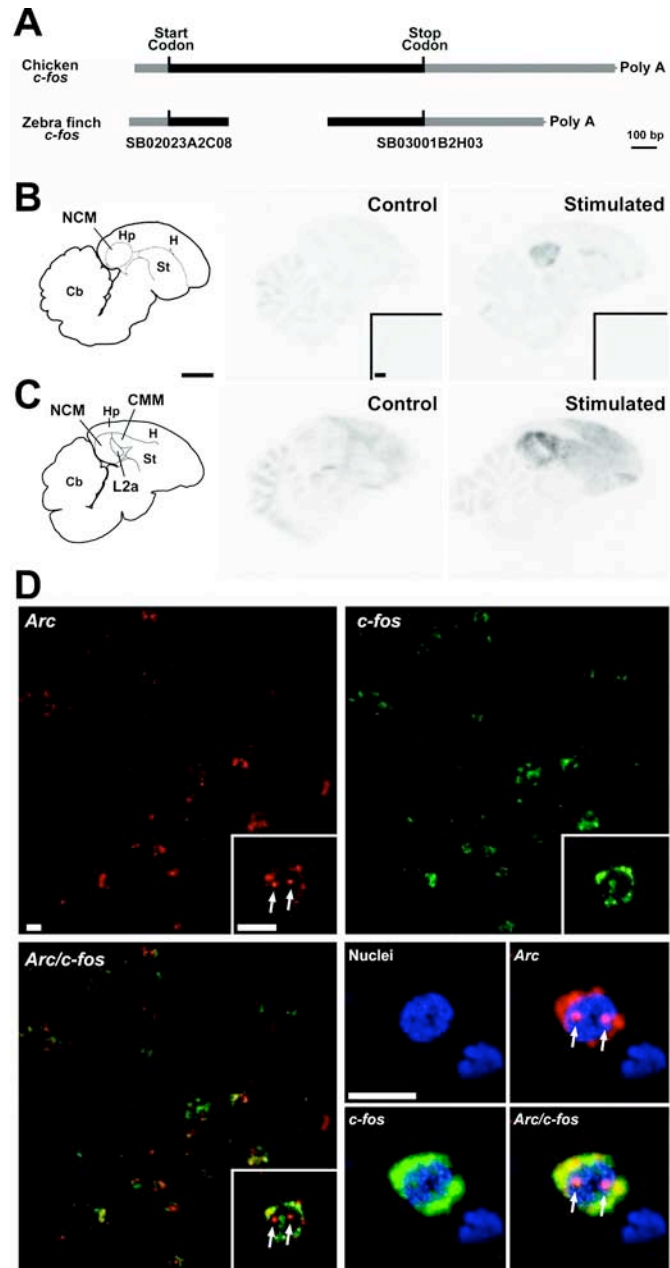 A
Start
Codon
Stop
Codon
Chicken
c-fos
Poly A
Zebra finch
c-fos
Poly A
SB02023A2C08
SB03001B2H03
100 bp
B
NCM
Hp
H
St
Cb
Control
Stimulated
C
NCM
Hp
CMM
H
St
Cb
L2a
Control
Stimulated
D
Arc
c-fos
Arc/c-fos
Nuclei
Arc
c-fos
Arc/c-fos